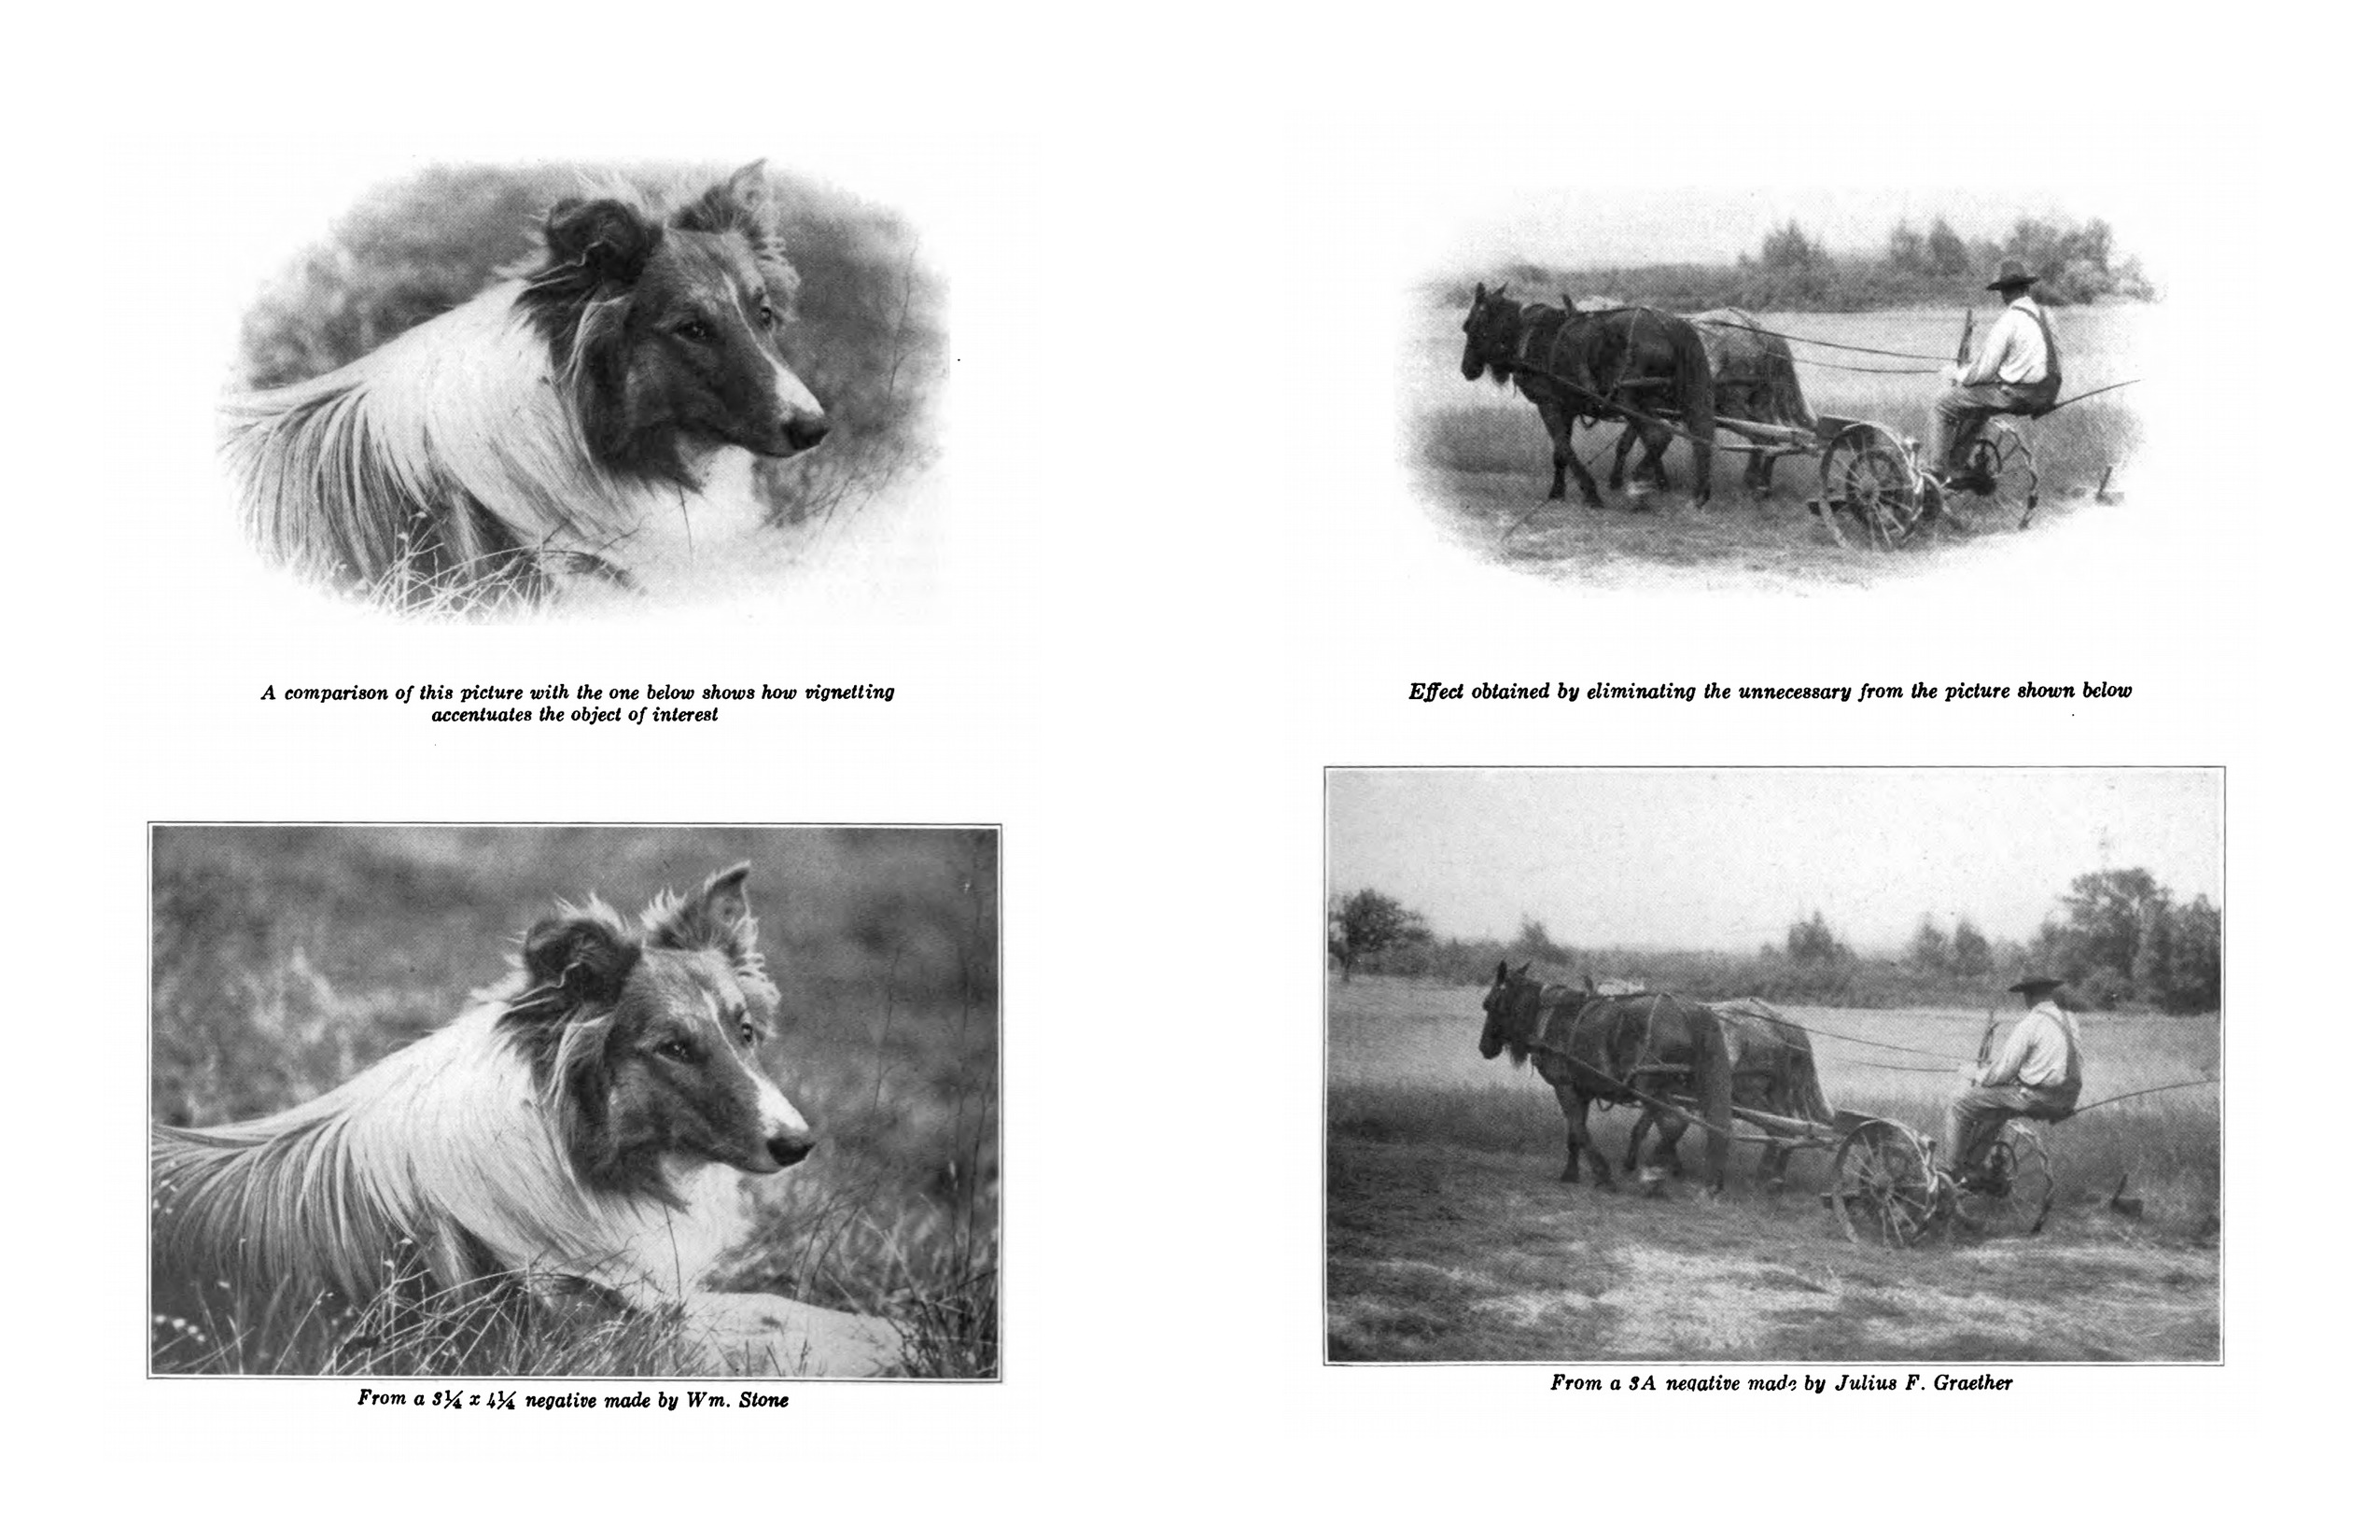 A comparison of this picture with the one below shows how vignetting
accentuates the object of interest
From a 3¼ x 4¼ negative made by Wm. Stone
Effect obtained by eliminating the unnecessary from the picture shown below
From a 3A negative made by Julius F. Graether